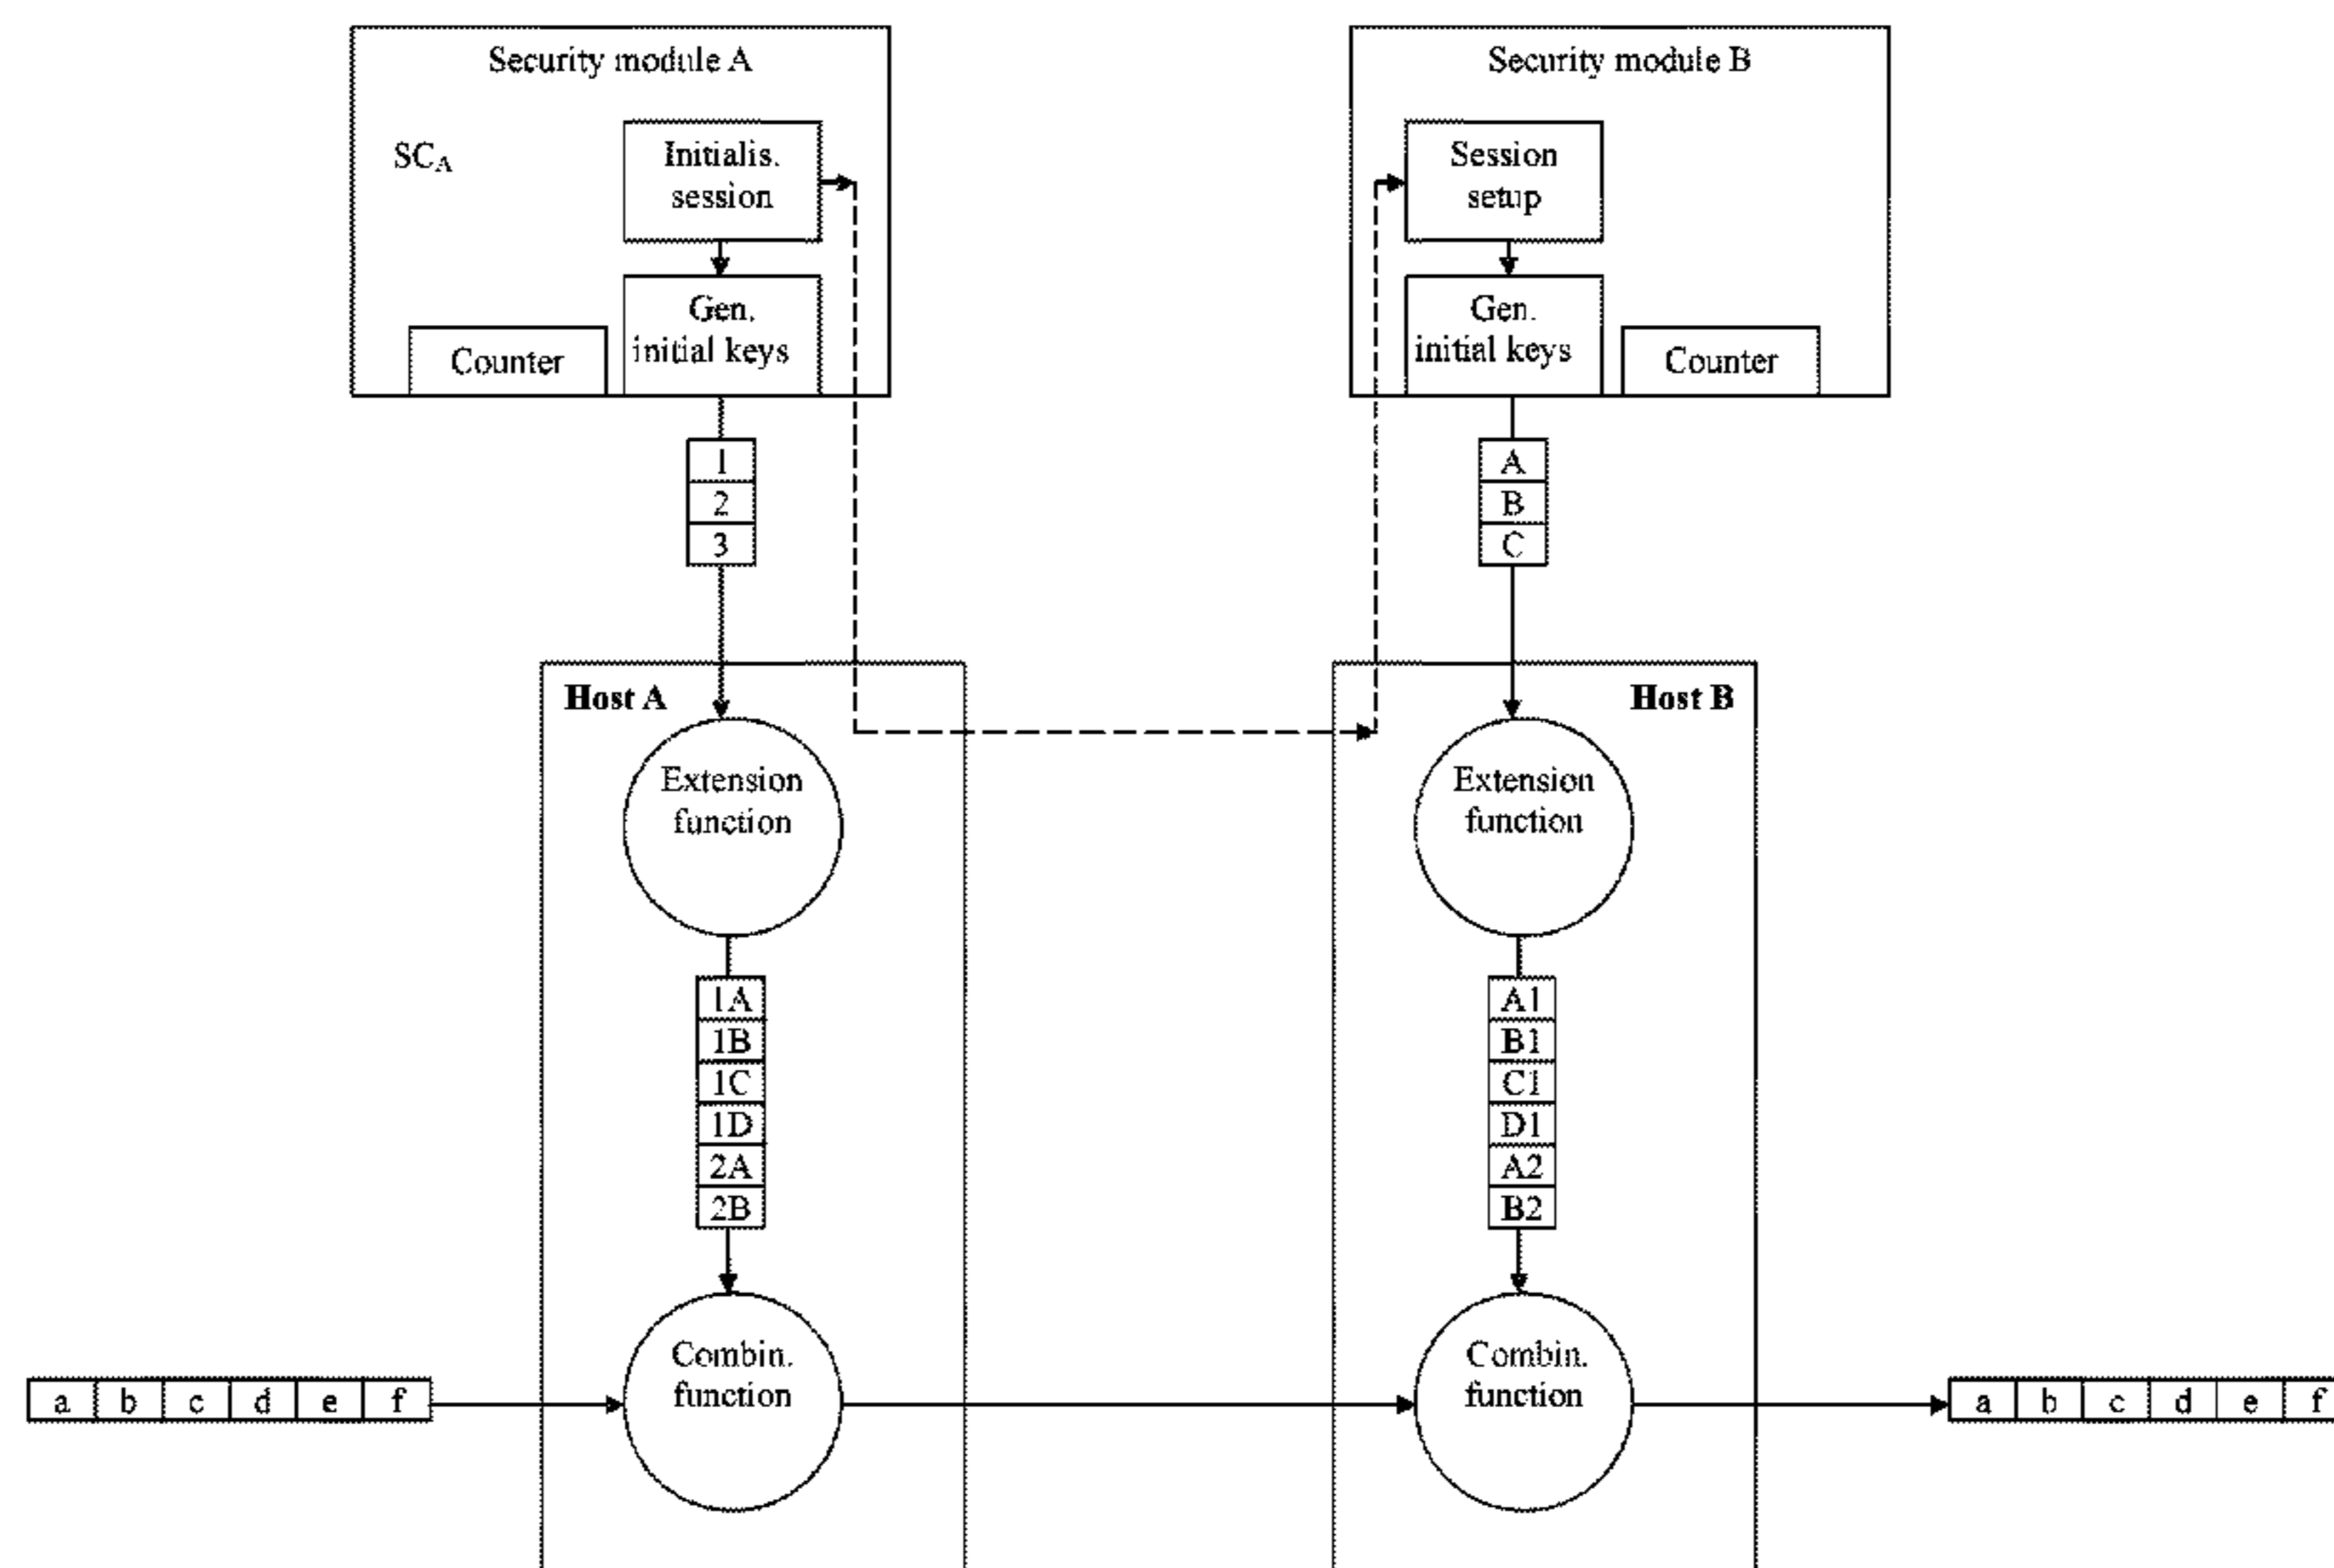 Security module A
SCA
Initialis.
session
Gen.
initial keys
Counter
1
2
3
Security module B
Session
setup
Gen.
initial keys
Counter
A
B
C
Host A
Extension
function
1A
1B
1C
1D
2A
2B
Combin.
function
Host B
Extension
function
A1
B1
C1
D1
A2
B2
Combin.
function
a b c d e f
a b c d e f